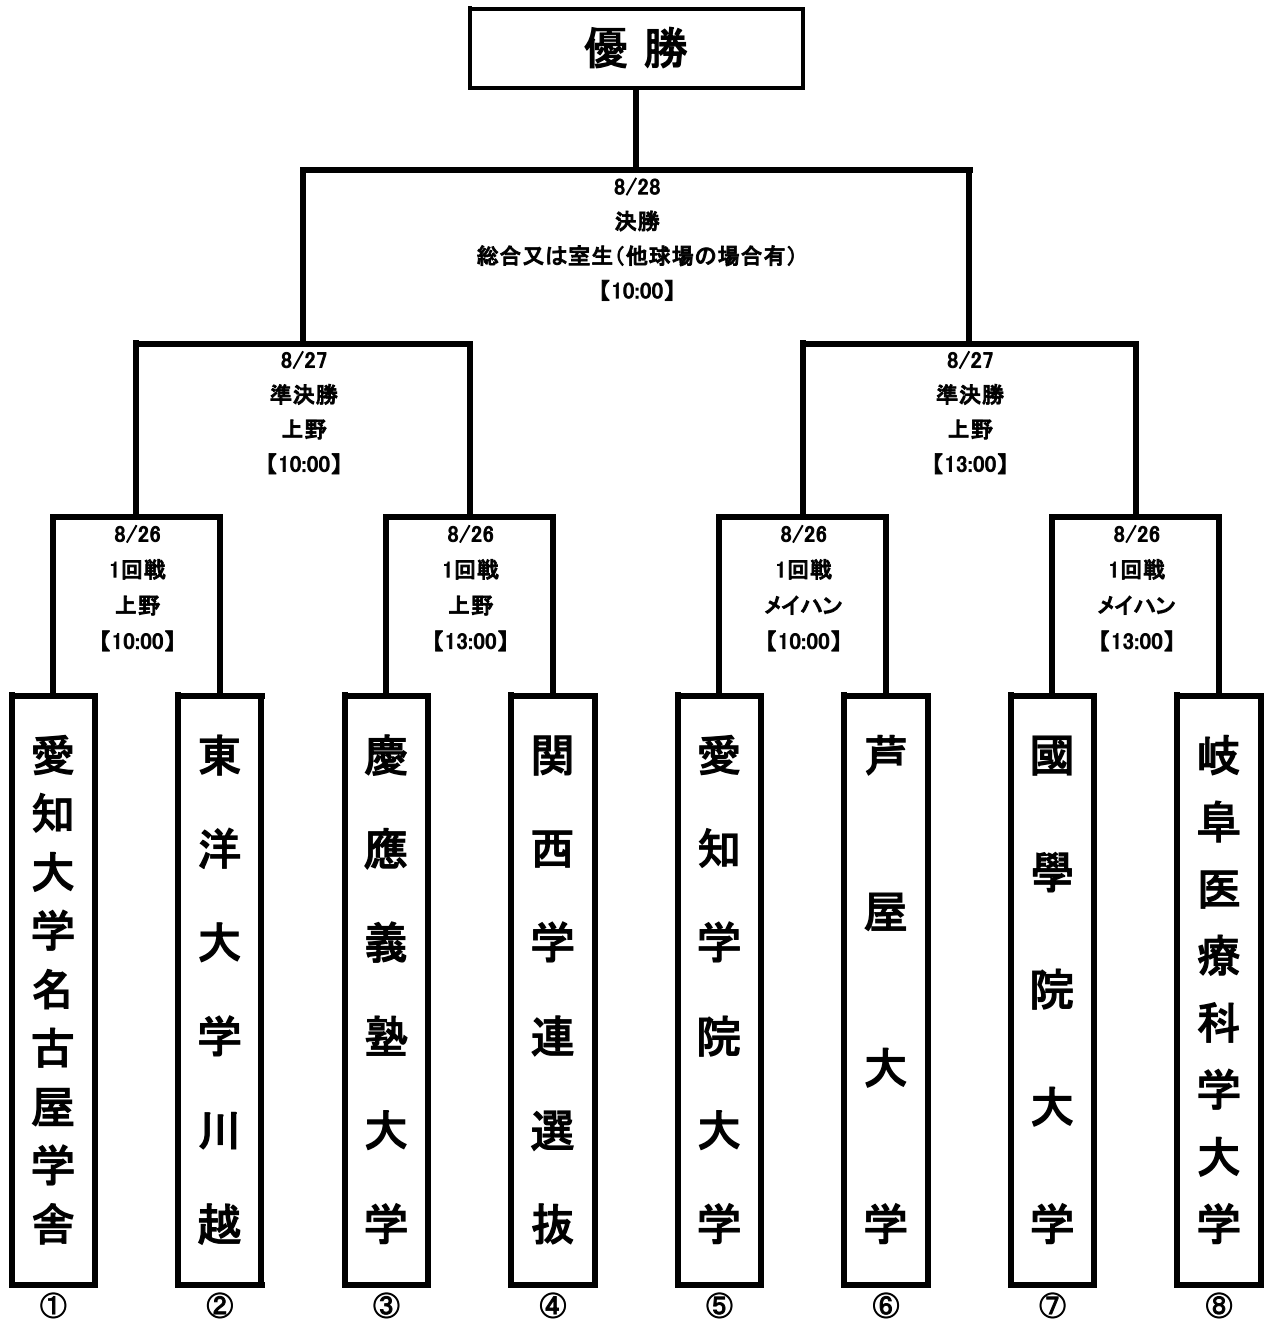 優勝
8/28
決勝
総合又は室生（他球場の場合有）
【10:00】
8/27
準決勝
上野
【10:00】
8/27
準決勝
上野
【13:00】
8/26
1回戦
上野
【10:00】
8/26
1回戦
上野
【13:00】
8/26
1回戦
メイハン
【10:00】
8/26
1回戦
メイハン
【13:00】
愛知大学名古屋学舎
東洋大学川越
慶應義塾大学
関西学連選抜
愛知学院大学
芦屋大学
國學院大学
岐阜医療科学大学
①
②
③
④
⑤
⑥
⑦
⑧